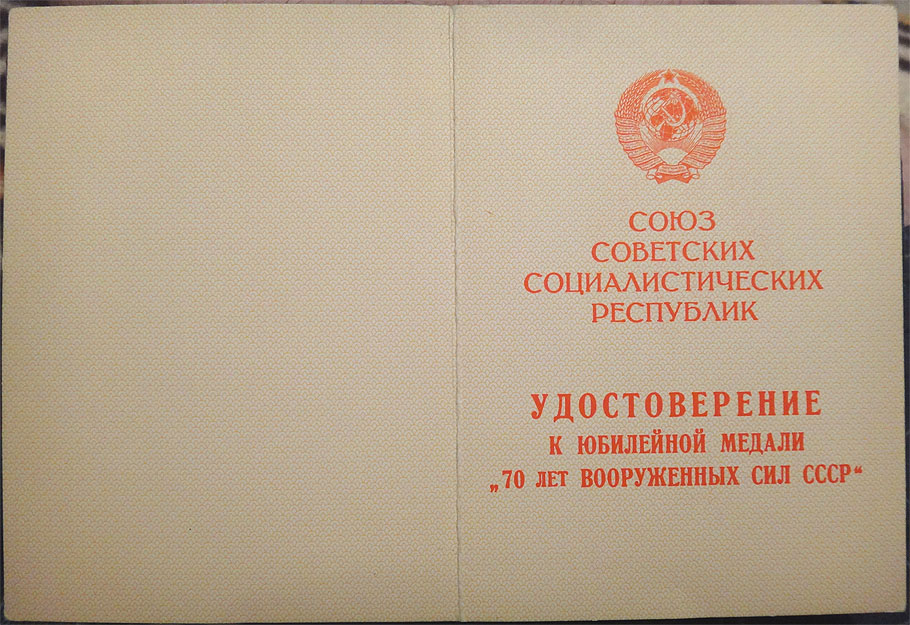 СОЮЗ
СОВЕТСКИХ
СОЦИАЛИСТИЧЕСКИХ
РЕСПУБЛИК
УДОСТОВЕРЕНИЕ
К ЮБИЛЕЙНОЙ МЕДАЛИ
„70 ЛЕТ ВООРУЖЕННЫХ СИЛ СССР“